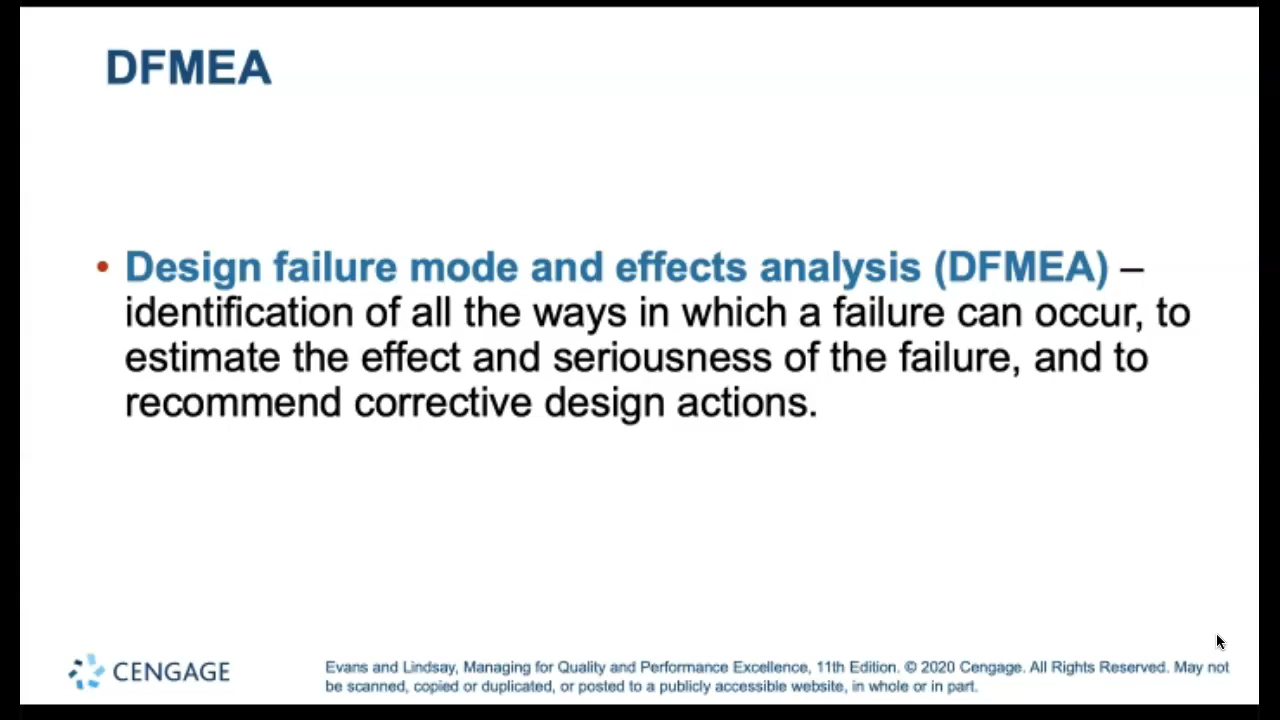 DFMEA
• Design failure mode and effects analysis (DFMEA) –
identification of all the ways in which a failure can occur, to
estimate the effect and seriousness of the failure, and to
recommend corrective design actions.
CENGAGE
Evans and Lindsay, Managing for Quality and Performance Excellence, 11th Edition. © 2020 Cengage. All Rights Reserved. May not
be scanned, copied or duplicated, or posted to a publicly accessible website, in whole or in part.